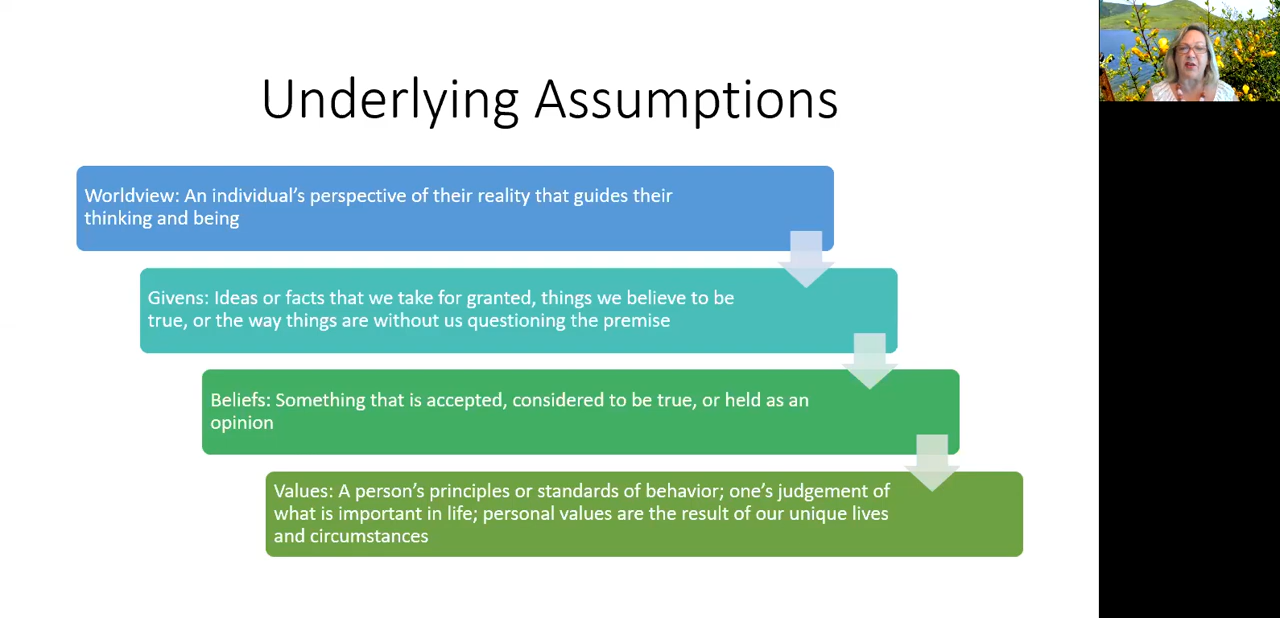 Underlying Assumptions
Worldview: An individual’s perspective of their reality that guides their
thinking and being
Givens: Ideas or facts that we take for granted, things we believe to be
true, or the way things are without us questioning the premise
Beliefs: Something that is accepted, considered to be true, or held as an
opinion
Values: A person’s principles or standards of behavior; one’s judgement of
what is important in life; personal values are the result of our unique lives
and circumstances